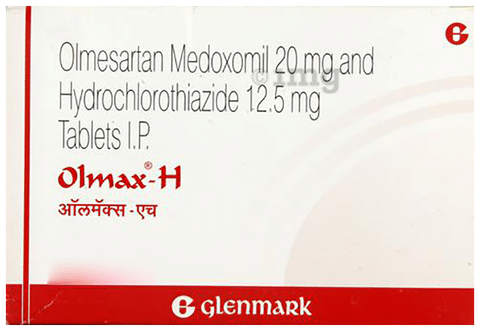 Olmesartan Medoxomil 20 mg and
Hydrochlorothiazide 12.5 mg
Tablets I.P.
Olmax®-H
ऑलमॅक्स-एच
GLENMARK